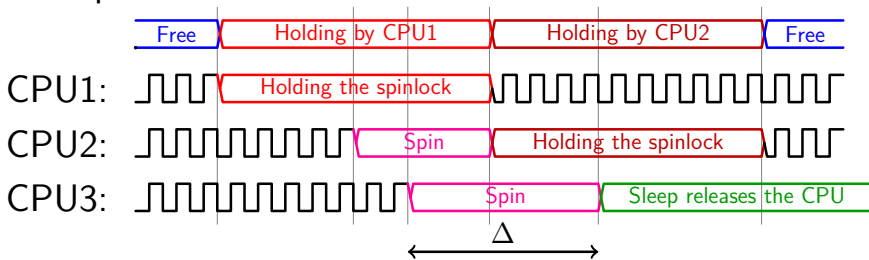 Free Holding by CPU1 Holding by CPU2 Free
CPU1: Holding the spinlock
CPU2: Spin Holding the spinlock
CPU3: Spin Sleep releases the CPU
Δ